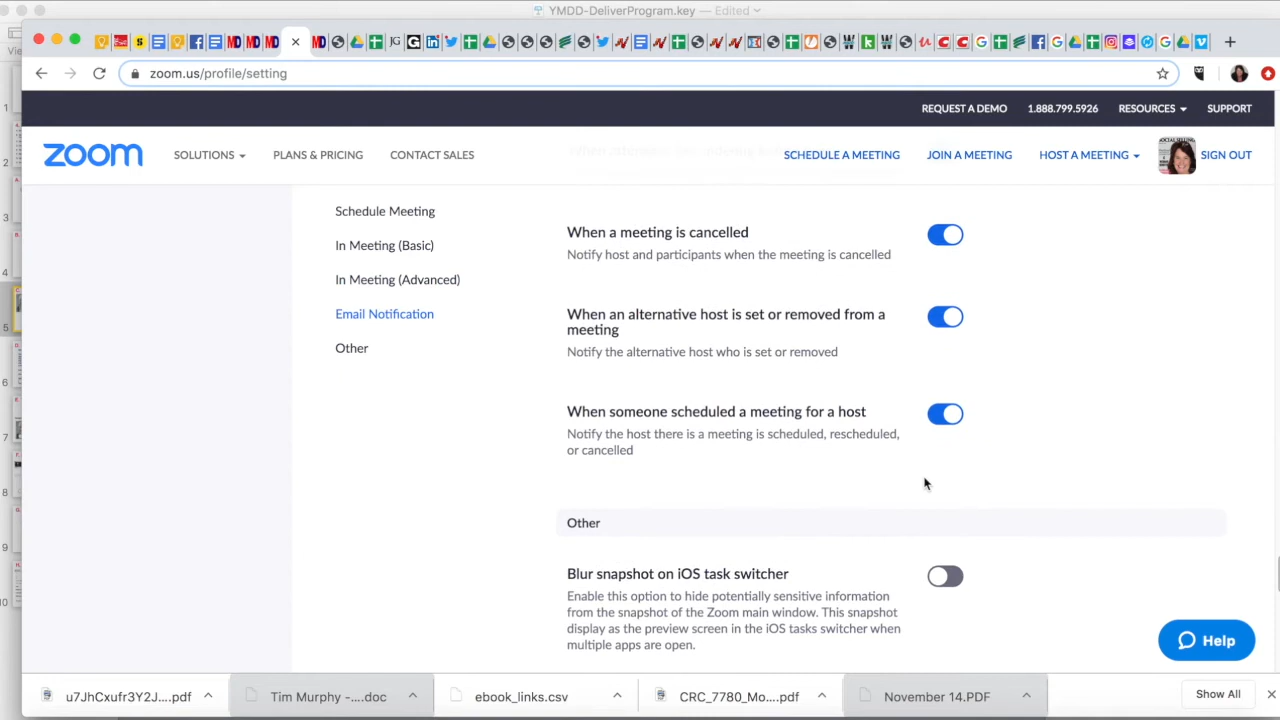 YMDD-DeliverProgram.key — Edited
zoom.us/profile/setting
REQUEST A DEMO 1.888.799.5926 RESOURCES SUPPORT
zoom SOLUTIONS PLANS & PRICING CONTACT SALES SCHEDULE A MEETING JOIN A MEETING HOST A MEETING SIGN OUT
Schedule Meeting
In Meeting (Basic)
In Meeting (Advanced)
Email Notification
Other
When a meeting is cancelled
Notify host and participants when the meeting is cancelled
When an alternative host is set or removed from a
meeting
Notify the alternative host who is set or removed
When someone scheduled a meeting for a host
Notify the host there is a meeting is scheduled, rescheduled,
or cancelled
Other
Blur snapshot on iOS task switcher
Enable this option to hide potentially sensitive information
from the snapshot of the Zoom main window. This snapshot
display as the preview screen in the iOS tasks switcher when
multiple apps are open.
Help
u7JhCxufr3Y2J....pdf Tim Murphy -....doc ebook_links.csv CRC_7780_Mo....pdf November 14.PDF Show All